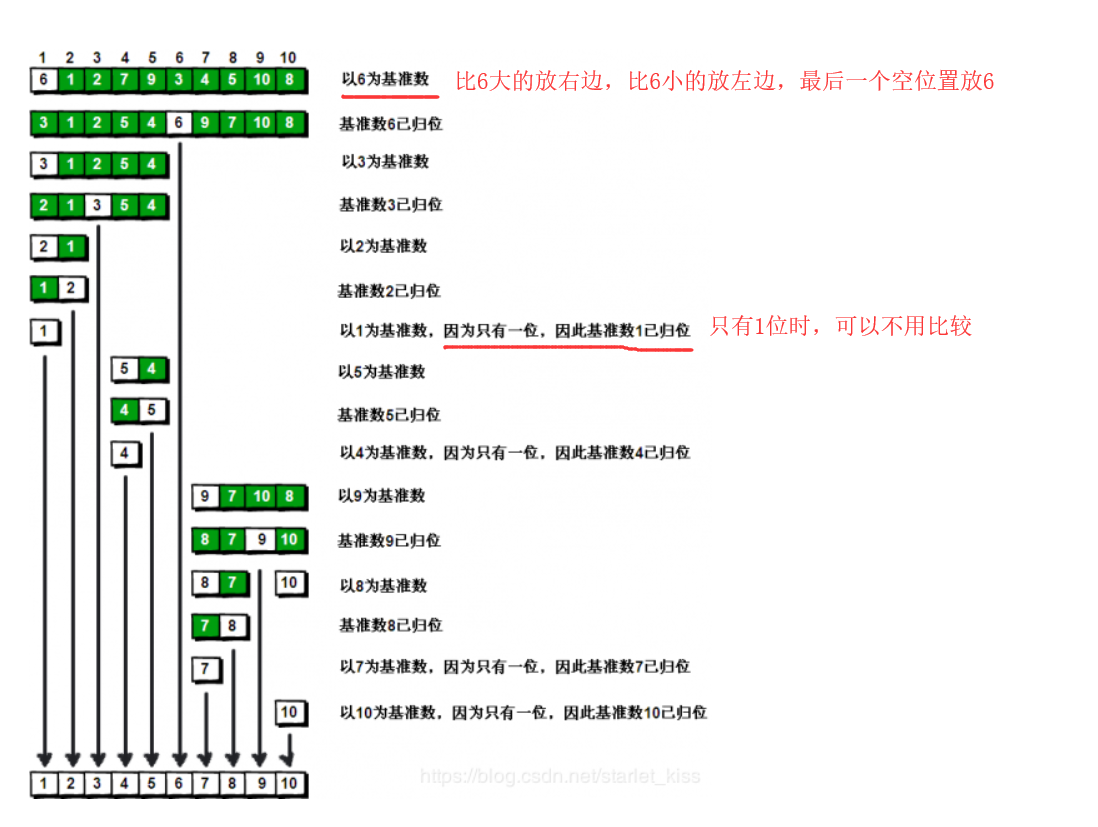 1 2 3 4 5 6 7 8 9 10
6 1 2 7 9 3 4 5 10 8 以6为基准数 比6大的放右边，比6小的放左边，最后一个空位置放6
3 1 2 5 4 6 9 7 10 8 基准数6已归位
3 1 2 5 4 以3为基准数
2 1 3 5 4 基准数3已归位
2 1 以2为基准数
1 2 基准数2已归位
1 以1为基准数，因为只有一位，因此基准数1已归位 只有1位时，可以不用比较
5 4 以5为基准数
4 5 基准数5已归位
4 以4为基准数，因为只有一位，因此基准数4已归位
9 7 10 8 以9为基准数
8 7 9 10 基准数9已归位
8 7 10 以8为基准数
7 8 基准数8已归位
7 以7为基准数，因为只有一位，因此基准数7已归位
10 以10为基准数，因为只有一位，因此基准数10已归位
1 2 3 4 5 6 7 8 9 10
https://blog.csdn.net/starlet_kiss